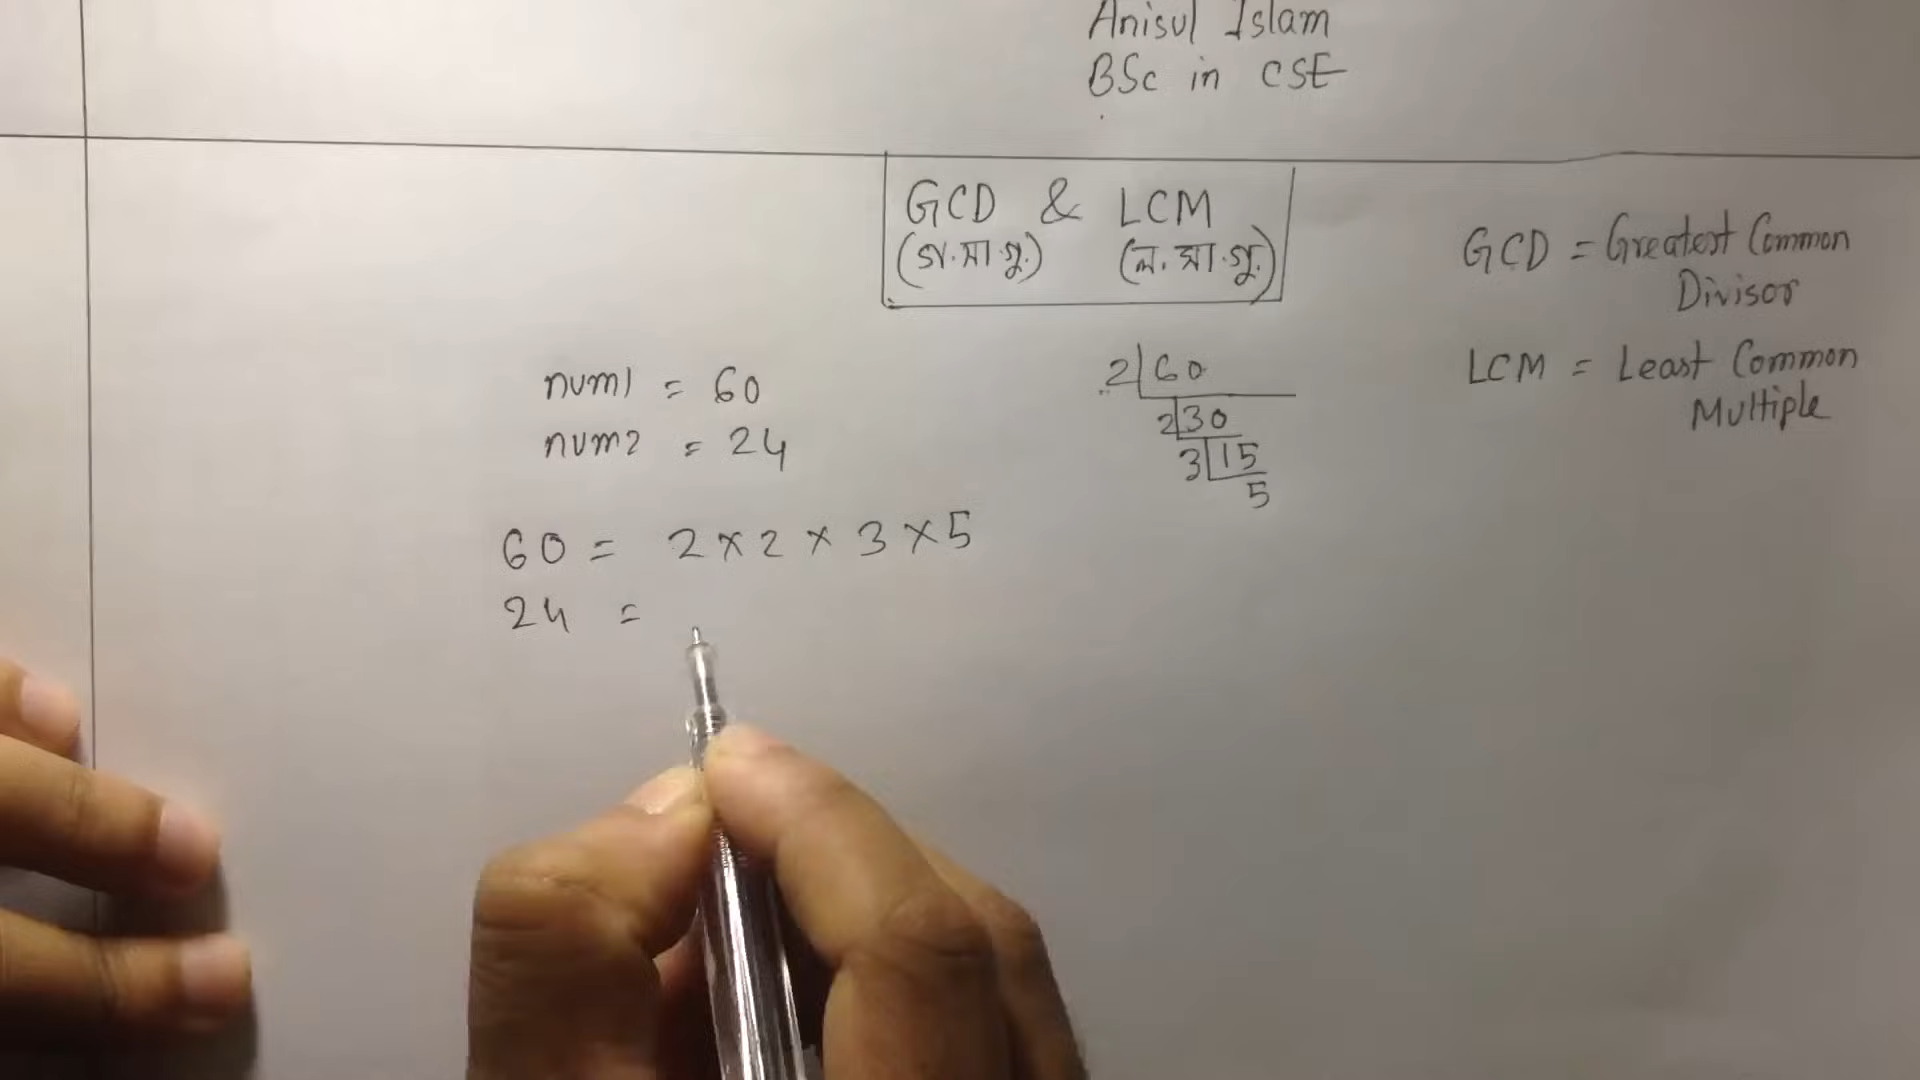 Anisul Islam
BSc in CSE
GCD & LCM
(গ.সা.গু.) (ল.সা.গু.)
GCD = Greatest Common
Divisor
LCM = Least Common
Multiple
num1 = 60
num2 = 24
2 60
2 30
3 15
5
60 = 2 × 2 × 3 × 5
24 =